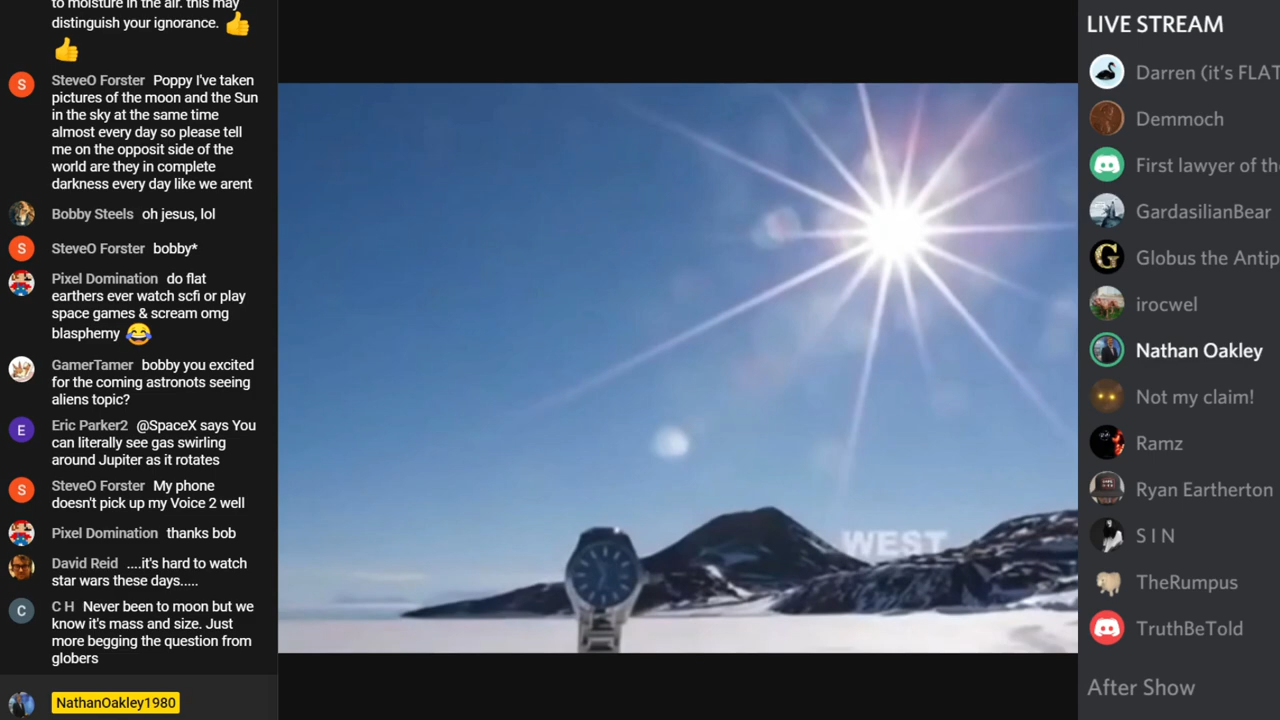 to moisture in the air. this may
distinguish your ignorance.
SteveO Forster Poppy I've taken
pictures of the moon and the Sun
in the sky at the same time
almost every day so please tell
me on the opposite side of the
world are they in complete
darkness every day like we arent
Bobby Steels oh jesus, lol
SteveO Forster bobby*
Pixel Domination do flat
earthers ever watch scfi or play
space games & scream omg
blasphemy
GamerTamer bobby you excited
for the coming astronots seeing
aliens topic?
Eric Parker2 @SpaceX says You
can literally see gas swirling
around Jupiter as it rotates
SteveO Forster My phone
doesn't pick up my Voice 2 well
Pixel Domination thanks bob
David Reid ....it's hard to watch
star wars these days.....
C H Never been to moon but we
know it's mass and size. Just
more begging the question from
globers
NathanOakley1980
WEST
LIVE STREAM
Darren (it's FLAT
Demmoch
First lawyer of the
GardasilianBear
Globus the Antip
irocwel
Nathan Oakley
Not my claim!
Ramz
Ryan Eartherton
S I N
TheRumpus
TruthBeTold
After Show